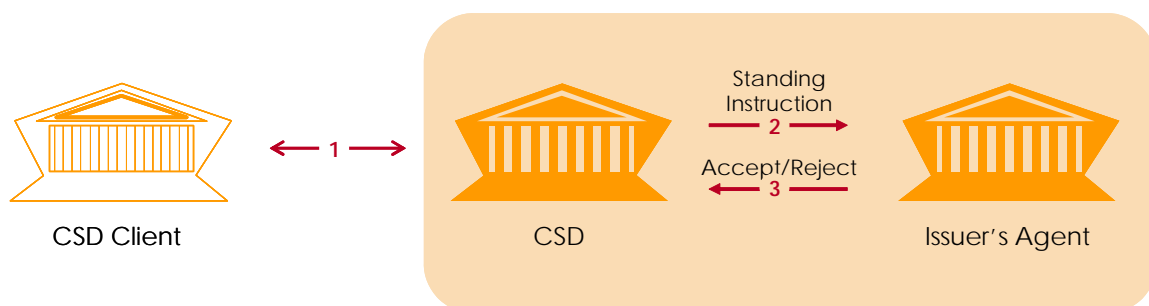 Standing
Instruction
1
2
Accept/Reject
3
CSD Client
CSD
Issuer's Agent